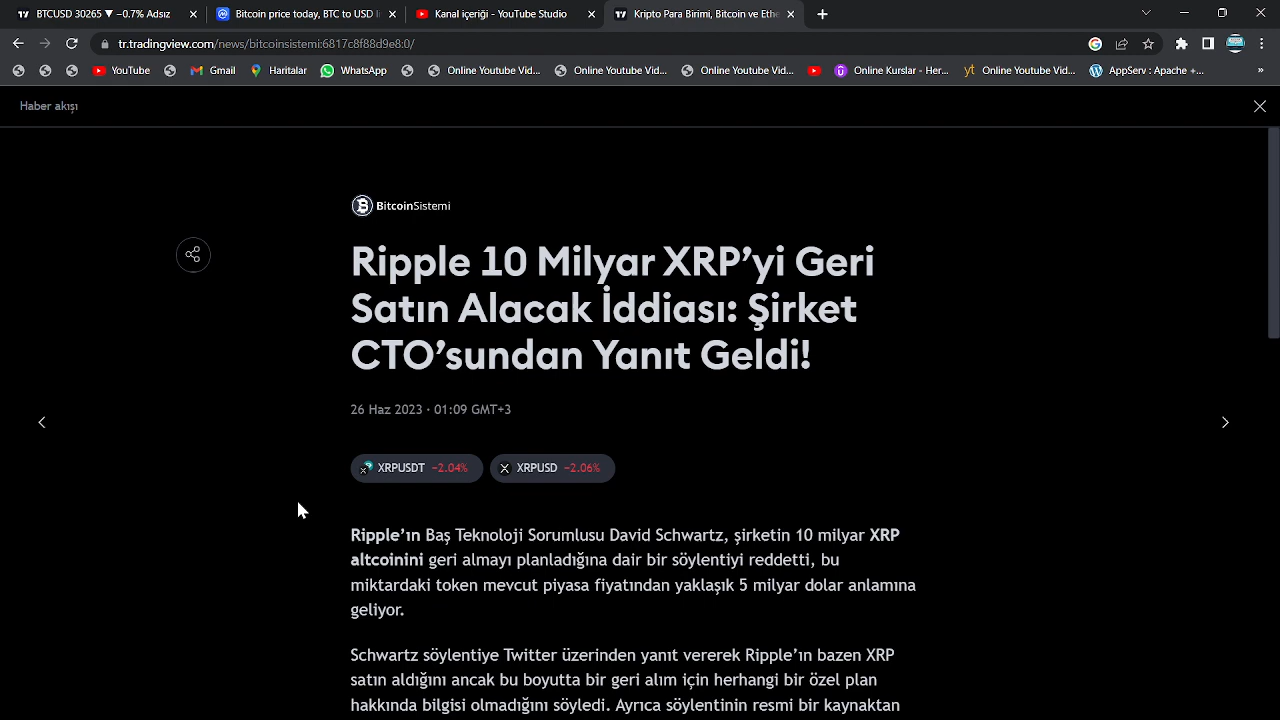 BTCUSD 30265 ▼ −0.7% Adsız
Bitcoin price today, BTC to USD li
Kanal içeriği - YouTube Studio
Kripto Para Birimi, Bitcoin ve Ethe
tr.tradingview.com/news/bitcoinsistemi:6817c8f88d9e8:0/
YouTube
Gmail
Haritalar
WhatsApp
Online Youtube Vid...
Online Youtube Vid...
Online Youtube Vid...
Online Kurslar - Her...
yt Online Youtube Vid...
AppServ : Apache +...
»
Haber akışı
BitcoinSistemi
Ripple 10 Milyar XRP’yi Geri
Satın Alacak İddiası: Şirket
CTO’sundan Yanıt Geldi!
26 Haz 2023 · 01:09 GMT+3
XRPUSDT −2.04%
XRPUSD −2.06%
Ripple’ın Baş Teknoloji Sorumlusu David Schwartz, şirketin 10 milyar XRP
altcoinini geri almayı planladığına dair bir söylentiyi reddetti, bu
miktardaki token mevcut piyasa fiyatından yaklaşık 5 milyar dolar anlamına
geliyor.
Schwartz söylentiye Twitter üzerinden yanıt vererek Ripple’ın bazen XRP
satın aldığını ancak bu boyutta bir geri alım için herhangi bir özel plan
hakkında bilgisi olmadığını söyledi. Ayrıca söylentinin resmi bir kaynaktan